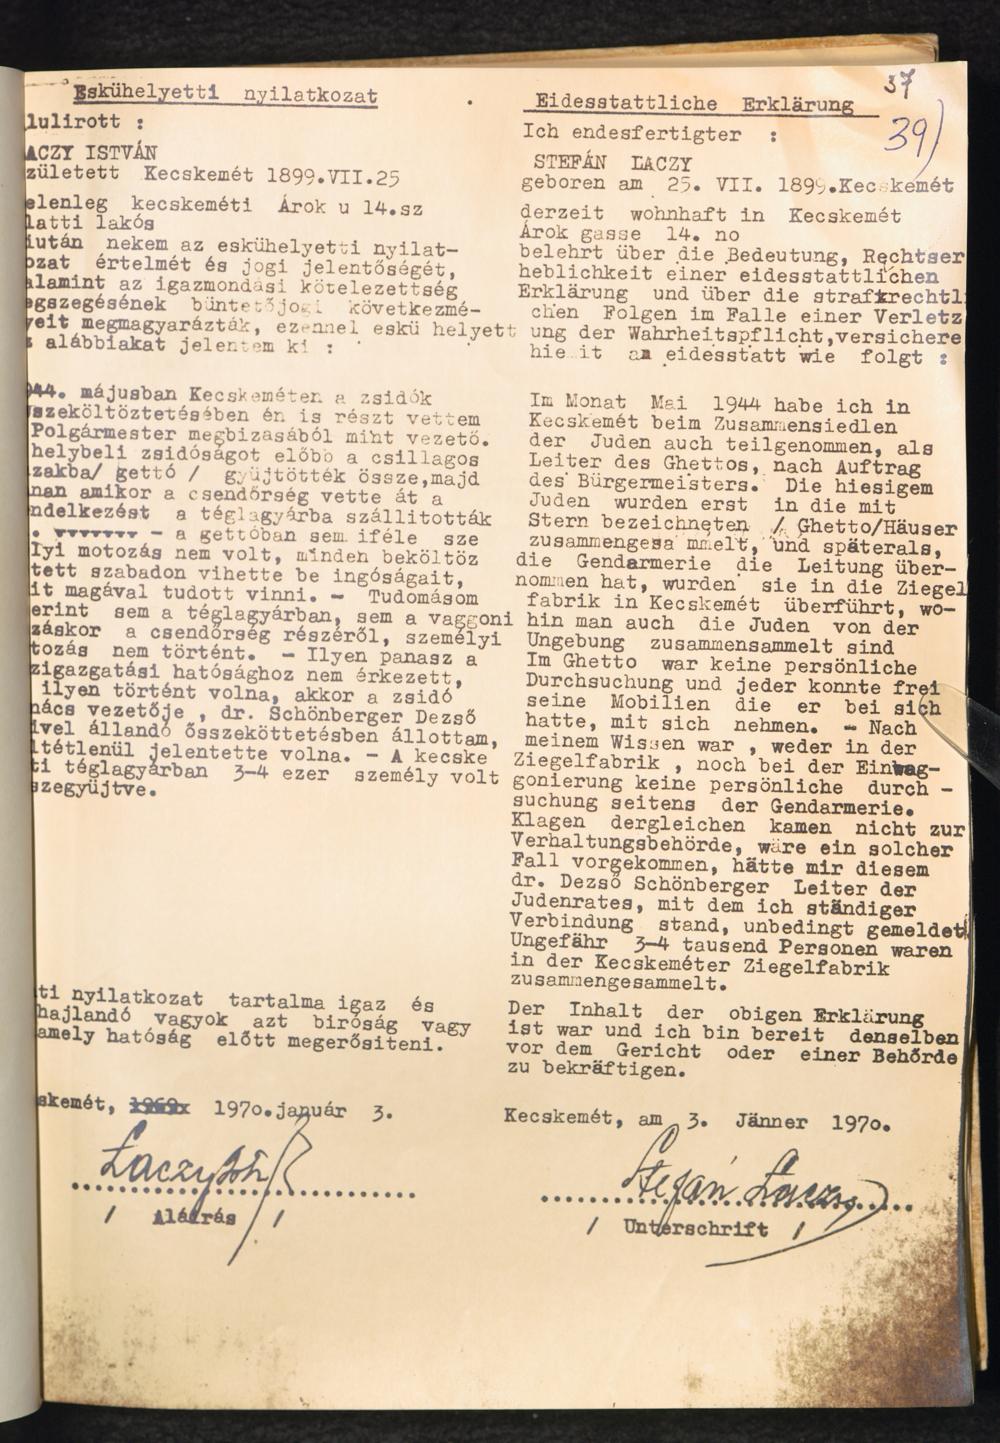 37
39)
Eskühelyetti nyilatkozat
lulirott :
ACZY ISTVÁN
zületett Kecskemét 1899.VII.25
elenleg kecskeméti Árok u 14.sz
latti lakós
iután nekem az eskühelyetti nyilat-
ozat értelmét és jogi jelentőségét,
alamint az igazmondási kötelezettség
egszegésének büntetőjogi következmé-
yeit megmagyarázták, ezennel eskü helyett
z alábbiakat jelentem ki :
944. májusban Kecskeméten a zsidók
szeköltöztetésében én is részt vettem
Polgármester megbizasából mint vezető.
helybeli zsidóságot előbb a csillagos
zakba/ gettó / gyüjtötték össze,majd
nan amikor a csendőrség vette át a
ndelkezést a téglagyárba szállitották
. - a gettóban sem iféle sze
lyi motozás nem volt, minden beköltöz
tett szabadon vihette be ingóságait,
it magával tudott vinni. - Tudomásom
erint sem a téglagyárban, sem a vaggoni
záskor a csendőrség részéről, személyi
tozás nem történt. - Ilyen panasz a
zigazgatási hatósághoz nem érkezett,
ilyen történt volna, akkor a zsidó
nács vezetője , dr. Schönberger Dezső
ivel állandó összeköttetésben állottam,
ltétlenül jelentette volna. - A kecske
ti téglagyárban 3-4 ezer személy volt
szegyüjtve.
ti nyilatkozat tartalma igaz és
hajlandó vagyok azt biróság vagy
amely hatóság előtt megerősiteni.
skemét, 1969x 1970.január 3.
Laczy Ist
/ Aláirás /
Eidesstattliche Erklärung
Ich endesfertigter :
STEFÁN LACZY
geboren am 25. VII. 1899.Kecskemét
derzeit wohnhaft in Kecskemét
Árok gasse 14. no
belehrt über die Bedeutung, Rechtser
heblichkeit einer eidesstattlichen
Erklärung und über die strafxrechtli
chen Folgen im Falle einer Verletz
ung der Wahrheitspflicht,versichere
hiemit an eidesstatt wie folgt :
Im Monat Mai 1944 habe ich in
Kecskemét beim Zusammensiedlen
der Juden auch teilgenommen, als
Leiter des Ghettos, nach Auftrag
des Bürgermeisters. Die hiesigem
Juden wurden erst in die mit
Stern bezeichneten / Ghetto/Häuser
zusammengesa mmelt, und späterals,
die Gendarmerie die Leitung über-
nommen hat, wurden sie in die Ziegel
fabrik in Kecskemét überführt, wo-
hin man auch die Juden von der
Ungebung zusammensammelt sind
Im Ghetto war keine persönliche
Durchsuchung und jeder konnte frei
seine Mobilien die er bei sich
hatte, mit sich nehmen. - Nach
meinem Wissen war , weder in der
Ziegelfabrik , noch bei der Einwag-
gonierung keine persönliche durch -
suchung seitens der Gendarmerie.
Klagen dergleichen kamen nicht zur
Verhaltungsbehörde, wäre ein solcher
Fall vorgekommen, hätte mir diesem
dr. Dezső Schönberger Leiter der
Judenrates, mit dem ich ständiger
Verbindung stand, unbedingt gemeldet
Ungefähr 3-4 tausend Personen waren
in der Kecskeméter Ziegelfabrik
zusammengesammelt.
Der Inhalt der obigen Erklärung
ist war und ich bin bereit denselben
vor dem Gericht oder einer Behőrde
zu bekräftigen.
Kecskemét, am 3. Jänner 1970.
Stefán Laczy
/ Unterschrift /